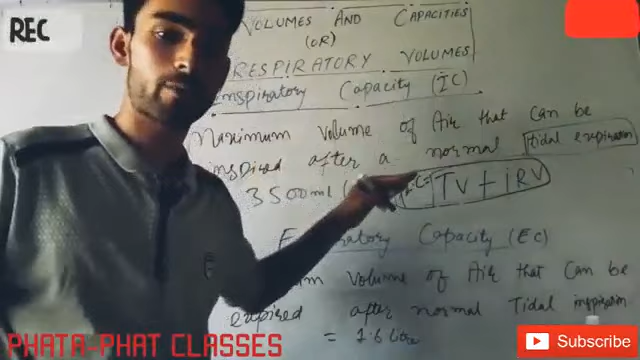 REC
VOLUMES AND CAPACITIES
(OR)
RESPIRATORY VOLUMES
Inspiratory Capacity (IC)
Maximum Volume of Air that can be
inspired after a normal tidal expiration
3500ml
TV + IRV
Capacity (EC)
Volume of Air that can be
expired after normal Tidal inspiration
= 1.6 litre
PHATA-PHAT CLASSES
Subscribe